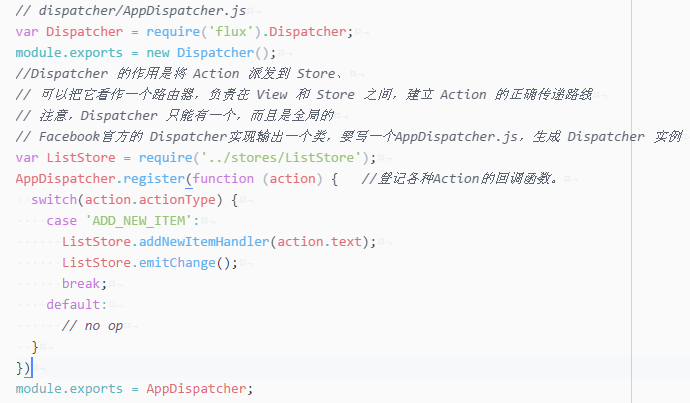 // dispatcher/AppDispatcher.js
var Dispatcher = require('flux').Dispatcher;
module.exports = new Dispatcher();
//Dispatcher 的作用是将 Action 派发到 Store、
// 可以把它看作一个路由器，负责在 View 和 Store 之间，建立 Action 的正确传递路线
// 注意，Dispatcher 只能有一个，而且是全局的
// Facebook官方的 Dispatcher实现输出一个类，要写一个AppDispatcher.js，生成 Dispatcher 实例
var ListStore = require('../stores/ListStore');
AppDispatcher.register(function (action) {   //登记各种Action的回调函数。
  switch(action.actionType) {
    case 'ADD_NEW_ITEM':
      ListStore.addNewItemHandler(action.text);
      ListStore.emitChange();
      break;
    default:
      // no op
  }
})
module.exports = AppDispatcher;